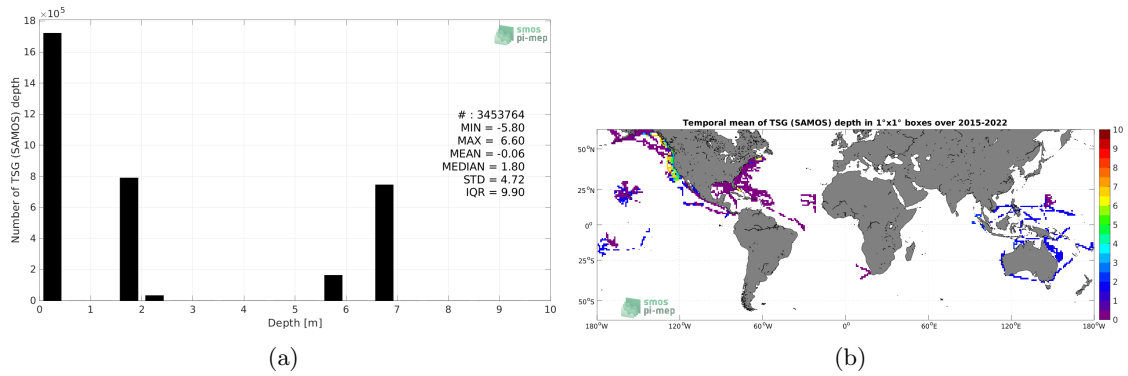 ×10⁵
18
16
14
12
10
8
6
4
2
0
Number of TSG (SAMOS) depth
0 1 2 3 4 5 6 7 8 9 10
Depth [m]
smos
pi-mep
# : 3453764
MIN = -5.80
MAX = 6.60
MEAN = -0.06
MEDIAN = 1.80
STD = 4.72
IQR = 9.90
(a)
Temporal mean of TSG (SAMOS) depth in 1°x1° boxes over 2015-2022
50°N
25°N
0°
25°S
50°S
180°W 120°W 60°W 0° 60°E 120°E 180°W
smos
pi-mep
10
9
8
7
6
5
4
3
2
1
0
(b)